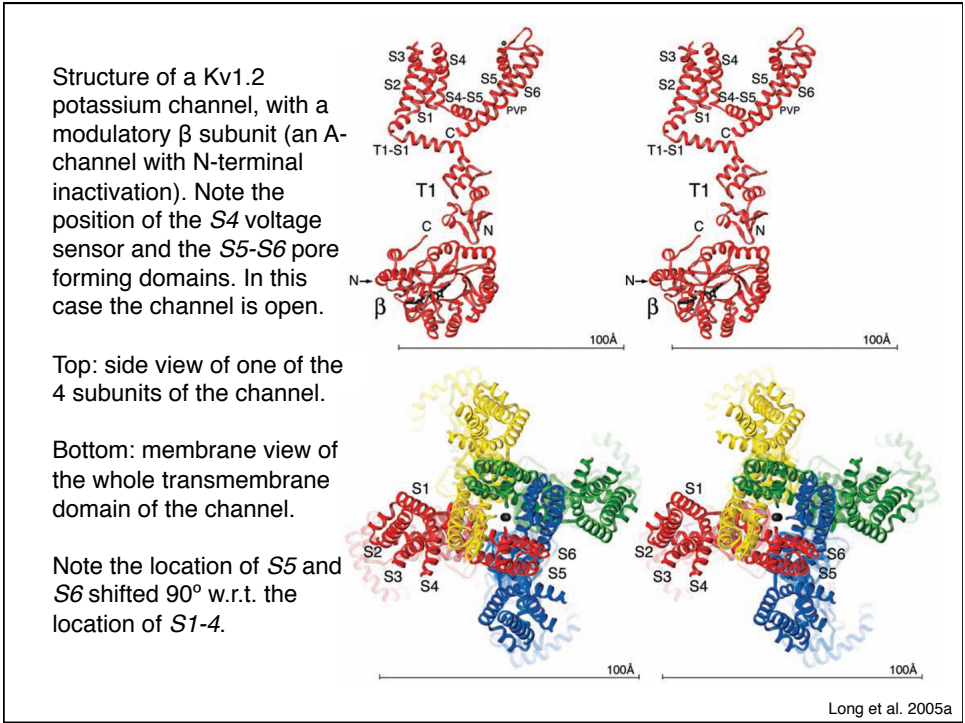 Structure of a Kv1.2
potassium channel, with a
modulatory β subunit (an A-
channel with N-terminal
inactivation). Note the
position of the S4 voltage
sensor and the S5-S6 pore
forming domains. In this
case the channel is open.
Top: side view of one of the
4 subunits of the channel.
Bottom: membrane view of
the whole transmembrane
domain of the channel.
Note the location of S5 and
S6 shifted 90º w.r.t. the
location of S1-4.
S3
S4
S2
S5
S6
S4-S5
PVP
S1
C
T1-S1
T1
C
N
N
β
100Å
S3
S4
S2
S5
S6
S4-S5
PVP
S1
C
T1-S1
T1
C
N
N
β
100Å
S1
S2
S3
S4
S6
S5
100Å
S1
S2
S3
S4
S6
S5
100Å
Long et al. 2005a